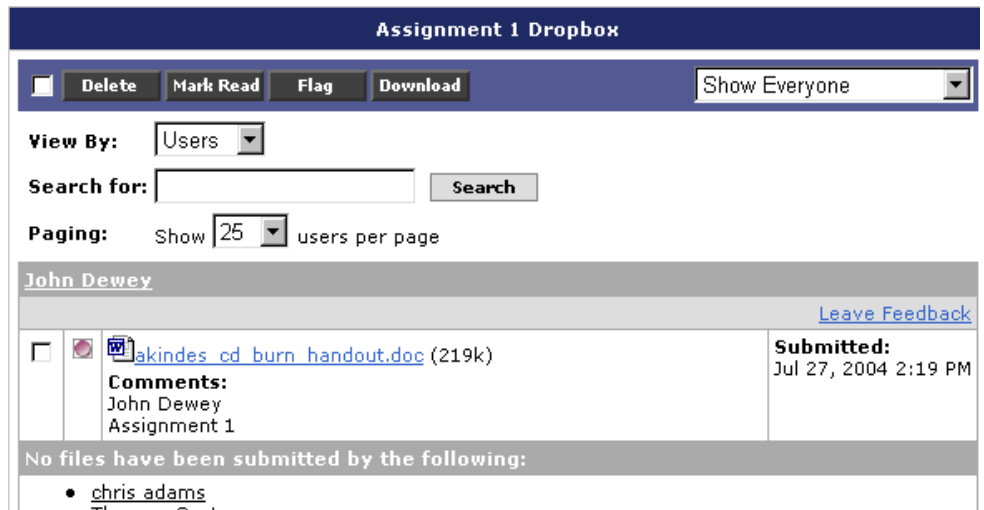 Assignment 1 Dropbox
Delete Mark Read Flag Download Show Everyone
View By: Users
Search for: Search
Paging: Show 25 users per page
John Dewey
Leave Feedback
akindes_cd_burn_handout.doc (219k) Submitted:
Jul 27, 2004 2:19 PM
Comments:
John Dewey
Assignment 1
No files have been submitted by the following:
chris adams